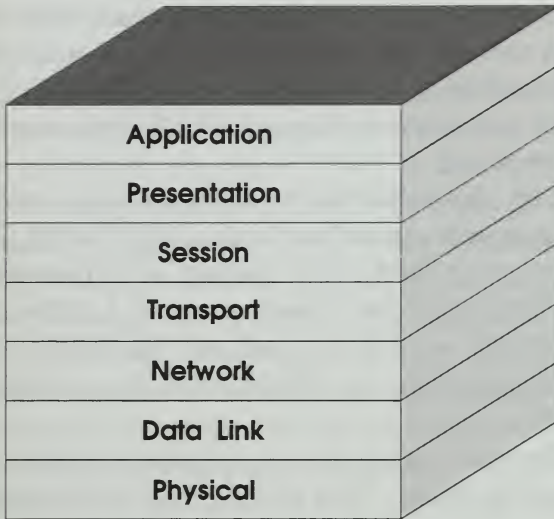 Application
Presentation
Session
Transport
Network
Data Link
Physical